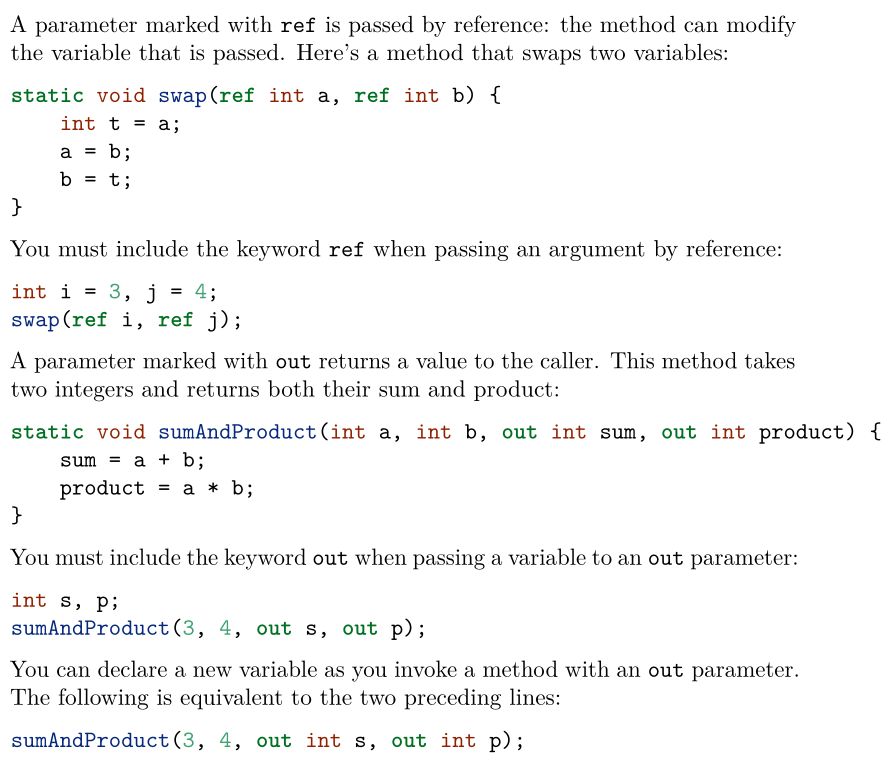 A parameter marked with ref is passed by reference: the method can modify
the variable that is passed. Here's a method that swaps two variables:
static void swap(ref int a, ref int b) {
    int t = a;
    a = b;
    b = t;
}
You must include the keyword ref when passing an argument by reference:
int i = 3, j = 4;
swap(ref i, ref j);
A parameter marked with out returns a value to the caller. This method takes
two integers and returns both their sum and product:
static void sumAndProduct(int a, int b, out int sum, out int product) {
    sum = a + b;
    product = a * b;
}
You must include the keyword out when passing a variable to an out parameter:
int s, p;
sumAndProduct(3, 4, out s, out p);
You can declare a new variable as you invoke a method with an out parameter.
The following is equivalent to the two preceding lines:
sumAndProduct(3, 4, out int s, out int p);